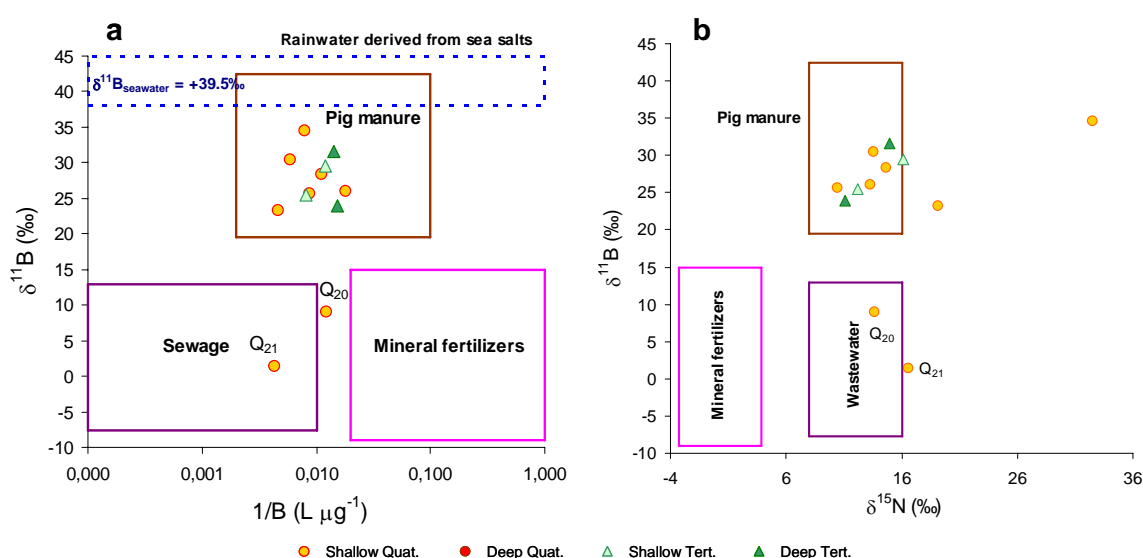 a
Rainwater derived from sea salts
δ¹¹B (‰)
45
40
35
30
25
20
15
10
5
0
-5
-10
δ¹¹Bseawater = +39.5‰
Pig manure
Q₂₀
Q₂₁
Sewage
Mineral fertilizers
0,000
0,001
0,010
0,100
1,000
1/B (L μg⁻¹)
b
δ¹¹B (‰)
45
40
35
30
25
20
15
10
5
0
-5
-10
Pig manure
Mineral fertilizers
Wastewater
Q₂₀
Q₂₁
-4
6
16
26
36
δ¹⁵N (‰)
Shallow Quat.
Deep Quat.
Shallow Tert.
Deep Tert.